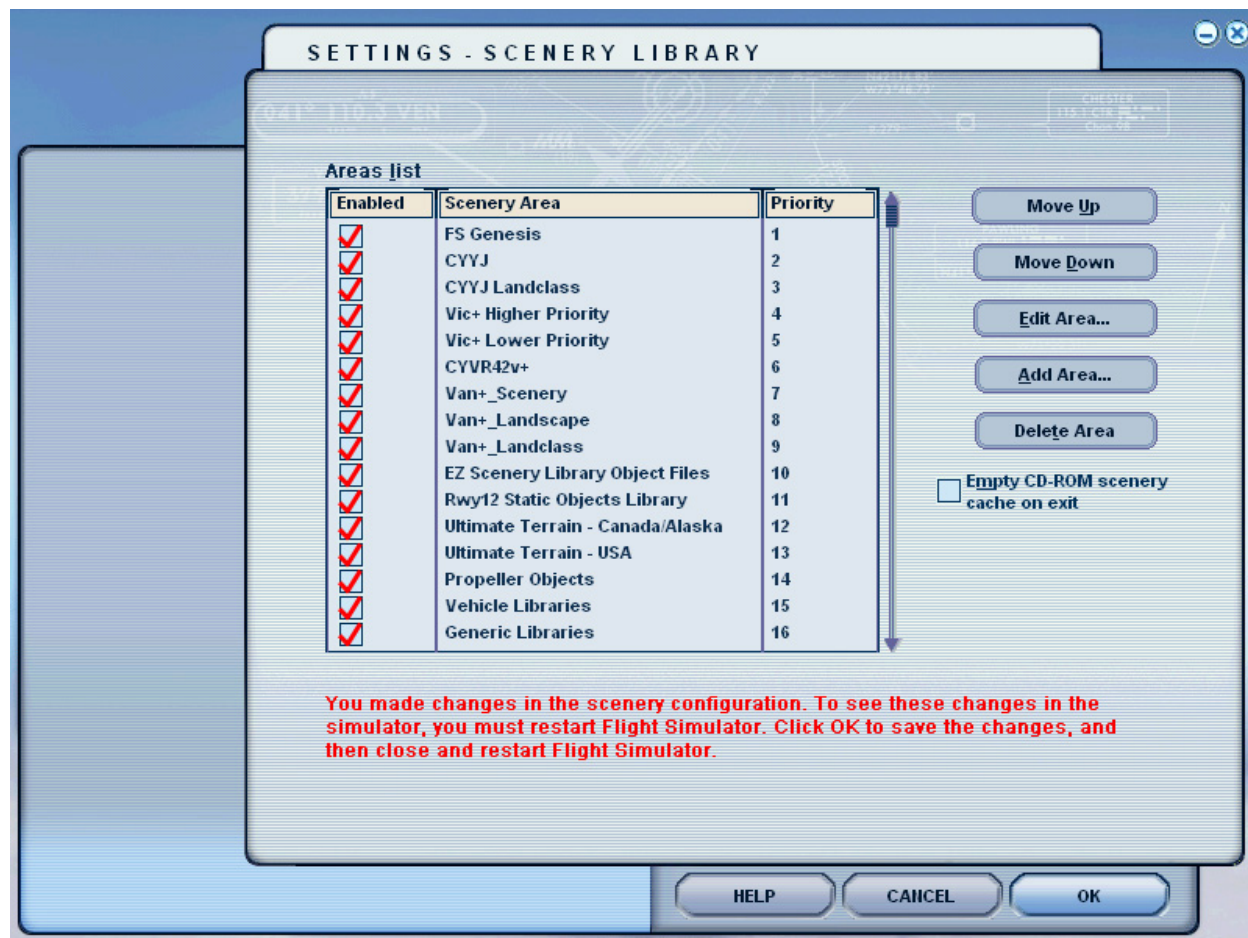 SETTINGS - SCENERY LIBRARY
Areas list
Enabled Scenery Area Priority
FS Genesis 1
CYYJ 2
CYYJ Landclass 3
Vic+ Higher Priority 4
Vic+ Lower Priority 5
CYVR42v+ 6
Van+_Scenery 7
Van+_Landscape 8
Van+_Landclass 9
EZ Scenery Library Object Files 10
Rwy12 Static Objects Library 11
Ultimate Terrain - Canada/Alaska 12
Ultimate Terrain - USA 13
Propeller Objects 14
Vehicle Libraries 15
Generic Libraries 16
Move Up
Move Down
Edit Area...
Add Area...
Delete Area
Empty CD-ROM scenery
cache on exit
You made changes in the scenery configuration. To see these changes in the
simulator, you must restart Flight Simulator. Click OK to save the changes, and
then close and restart Flight Simulator.
HELP CANCEL OK